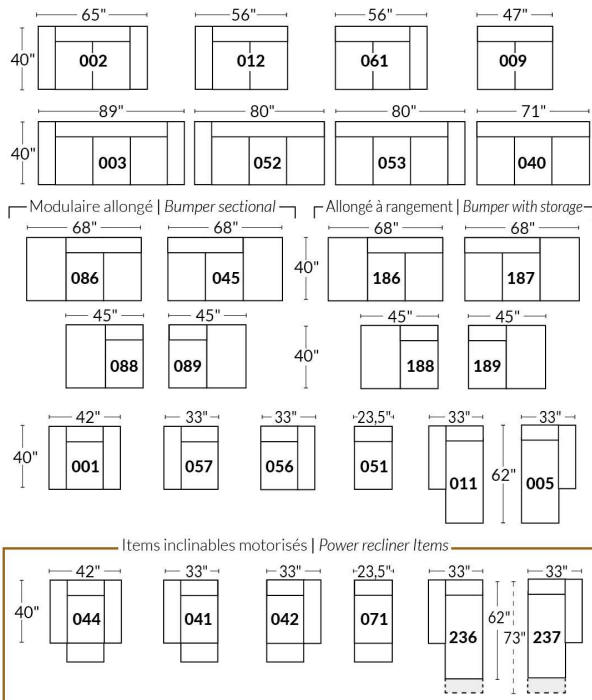 65" 56" 56" 47"
40" 002 012 061 009
89" 80" 80" 71"
40" 003 052 053 040
Modulaire allongé | Bumper sectional Allongé à rangement | Bumper with storage
68" 68" 68" 68"
086 045 40" 186 187
45" 45" 45" 45"
088 089 40" 188 189
42" 33" 33" 23,5" 33" 33"
40" 001 057 056 051 011 62" 005
Items inclinables motorisés | Power recliner Items
42" 33" 33" 23,5" 33" 33"
40" 044 041 042 071 236 62" 73" 237